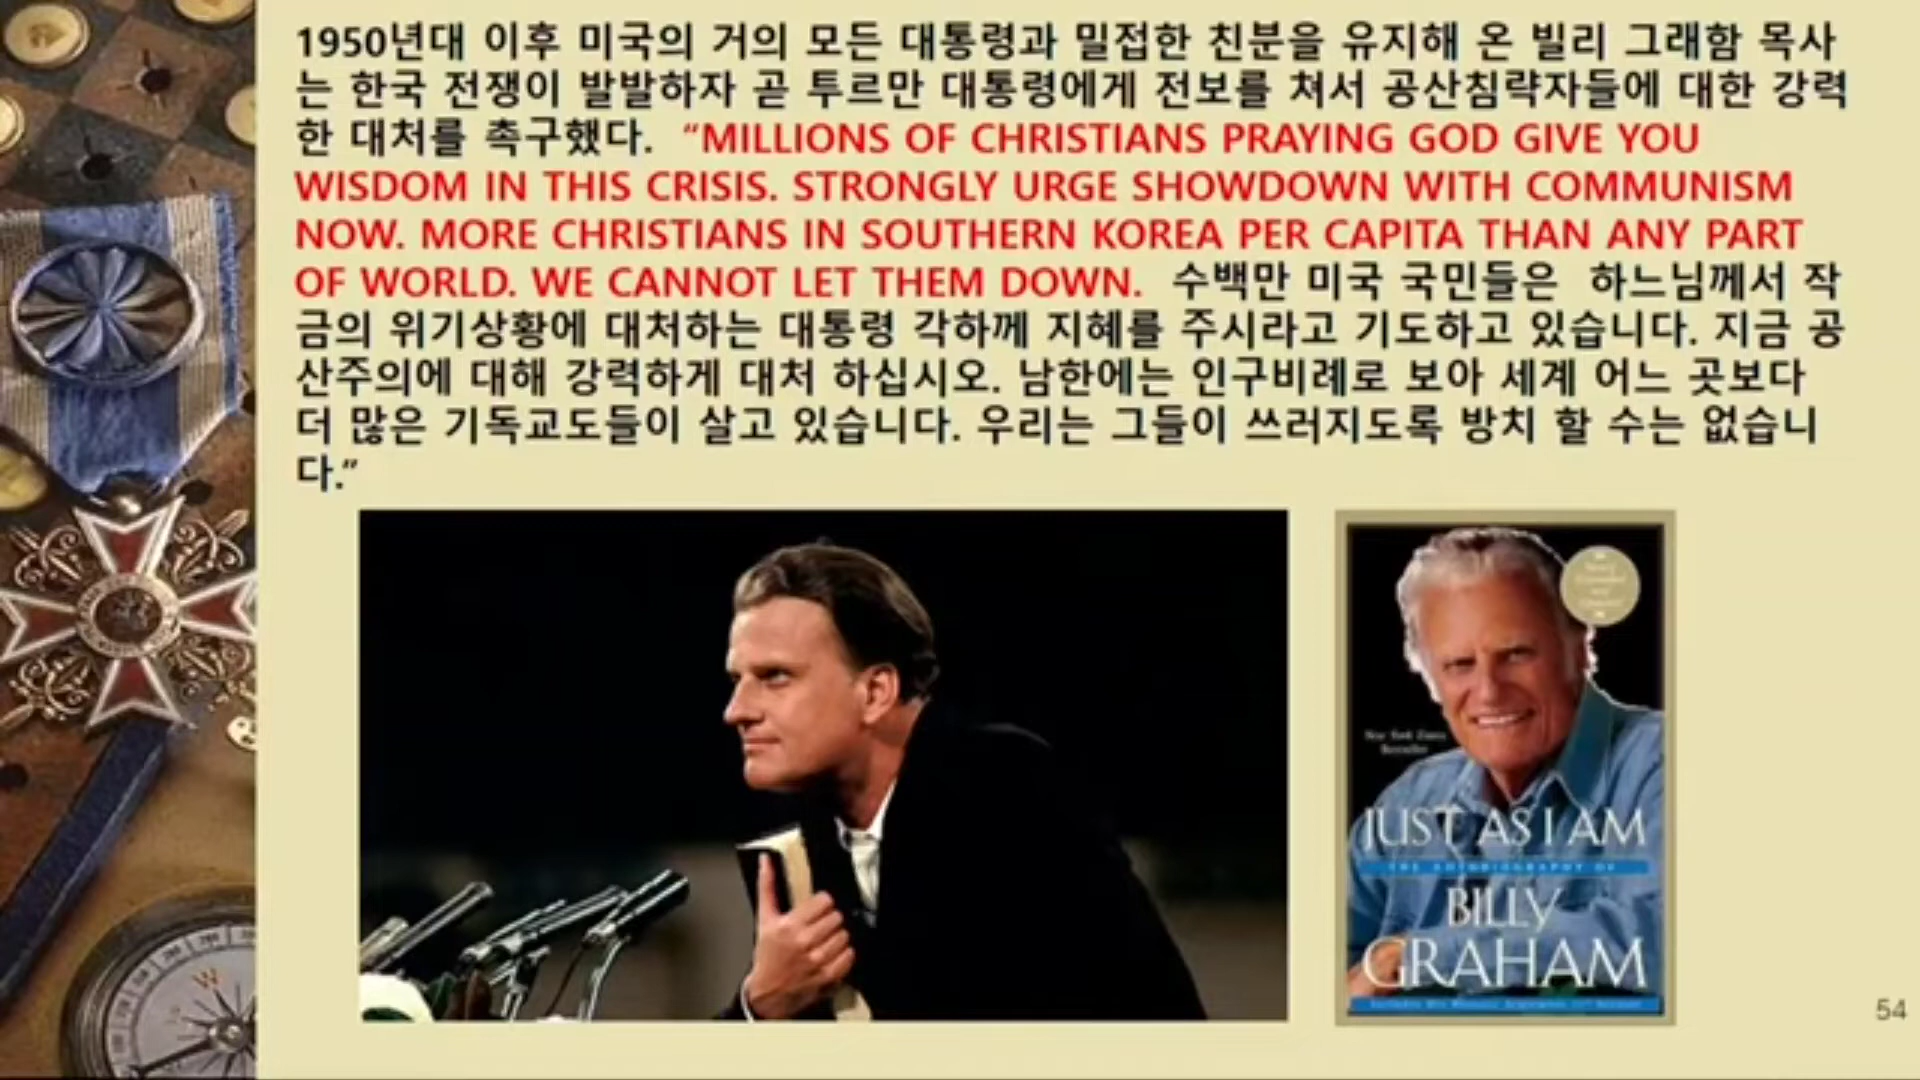 1950년대 이후 미국의 거의 모든 대통령과 밀접한 친분을 유지해 온 빌리 그래함 목사
는 한국 전쟁이 발발하자 곧 투르만 대통령에게 전보를 쳐서 공산침략자들에 대한 강력
한 대처를 촉구했다. “MILLIONS OF CHRISTIANS PRAYING GOD GIVE YOU
WISDOM IN THIS CRISIS. STRONGLY URGE SHOWDOWN WITH COMMUNISM
NOW. MORE CHRISTIANS IN SOUTHERN KOREA PER CAPITA THAN ANY PART
OF WORLD. WE CANNOT LET THEM DOWN. 수백만 미국 국민들은 하느님께서 작
금의 위기상황에 대처하는 대통령 각하께 지혜를 주시라고 기도하고 있습니다. 지금 공
산주의에 대해 강력하게 대처 하십시오. 남한에는 인구비례로 보아 세계 어느 곳보다
더 많은 기독교도들이 살고 있습니다. 우리는 그들이 쓰러지도록 방치 할 수는 없습니
다.”
New York Times
Bestseller
JUST AS I AM
THE AUTOBIOGRAPHY OF
BILLY
GRAHAM
W
54